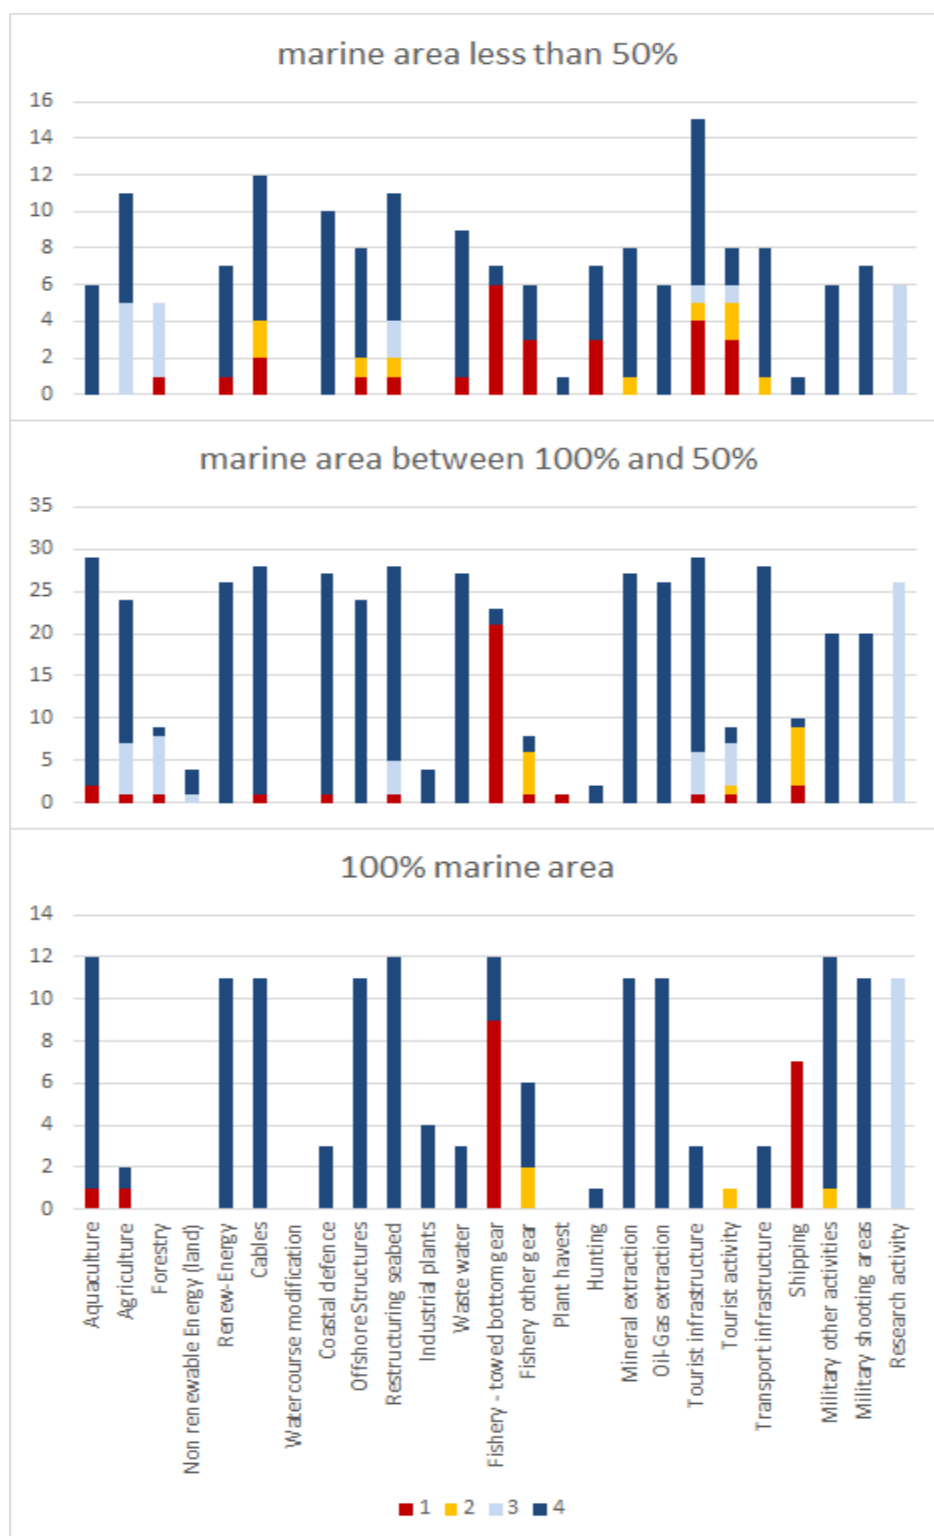 marine area less than 50%
16
14
12
10
8
6
4
2
0
marine area between 100% and 50%
35
30
25
20
15
10
5
0
100% marine area
14
12
10
8
6
4
2
0
Aquaculture
Agriculture
Forestry
Non renewable Energy (land)
Renew-Energy
Cables
Watercourse modification
Coastal defence
Offshore Structures
Restructuring seabed
Industrial plants
Waste water
Fishery - towed bottom gear
Fishery other gear
Plant havest
Hunting
Mineral extraction
Oil-Gas extraction
Tourist infrastructure
Tourist activity
Transport infrastructure
Shipping
Military other activities
Military shooting areas
Research activity
1 2 3 4